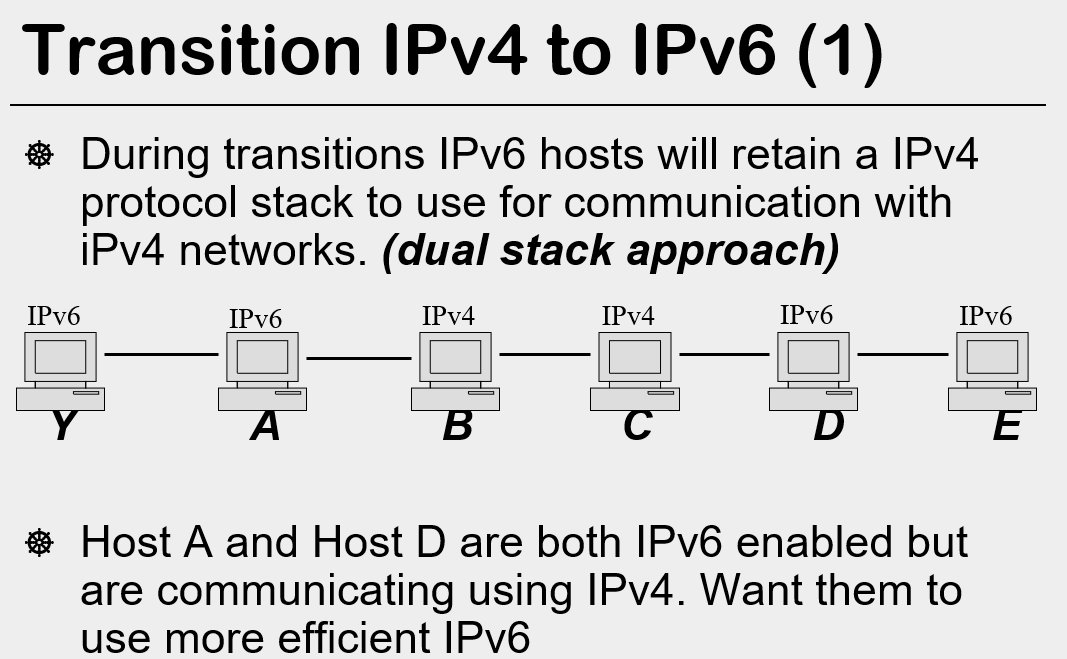 Transition IPv4 to IPv6 (1)
During transitions IPv6 hosts will retain a IPv4
protocol stack to use for communication with
iPv4 networks. (dual stack approach)
IPv6 IPv6 IPv4 IPv4 IPv6 IPv6
Y A B C D E
Host A and Host D are both IPv6 enabled but
are communicating using IPv4. Want them to
use more efficient IPv6